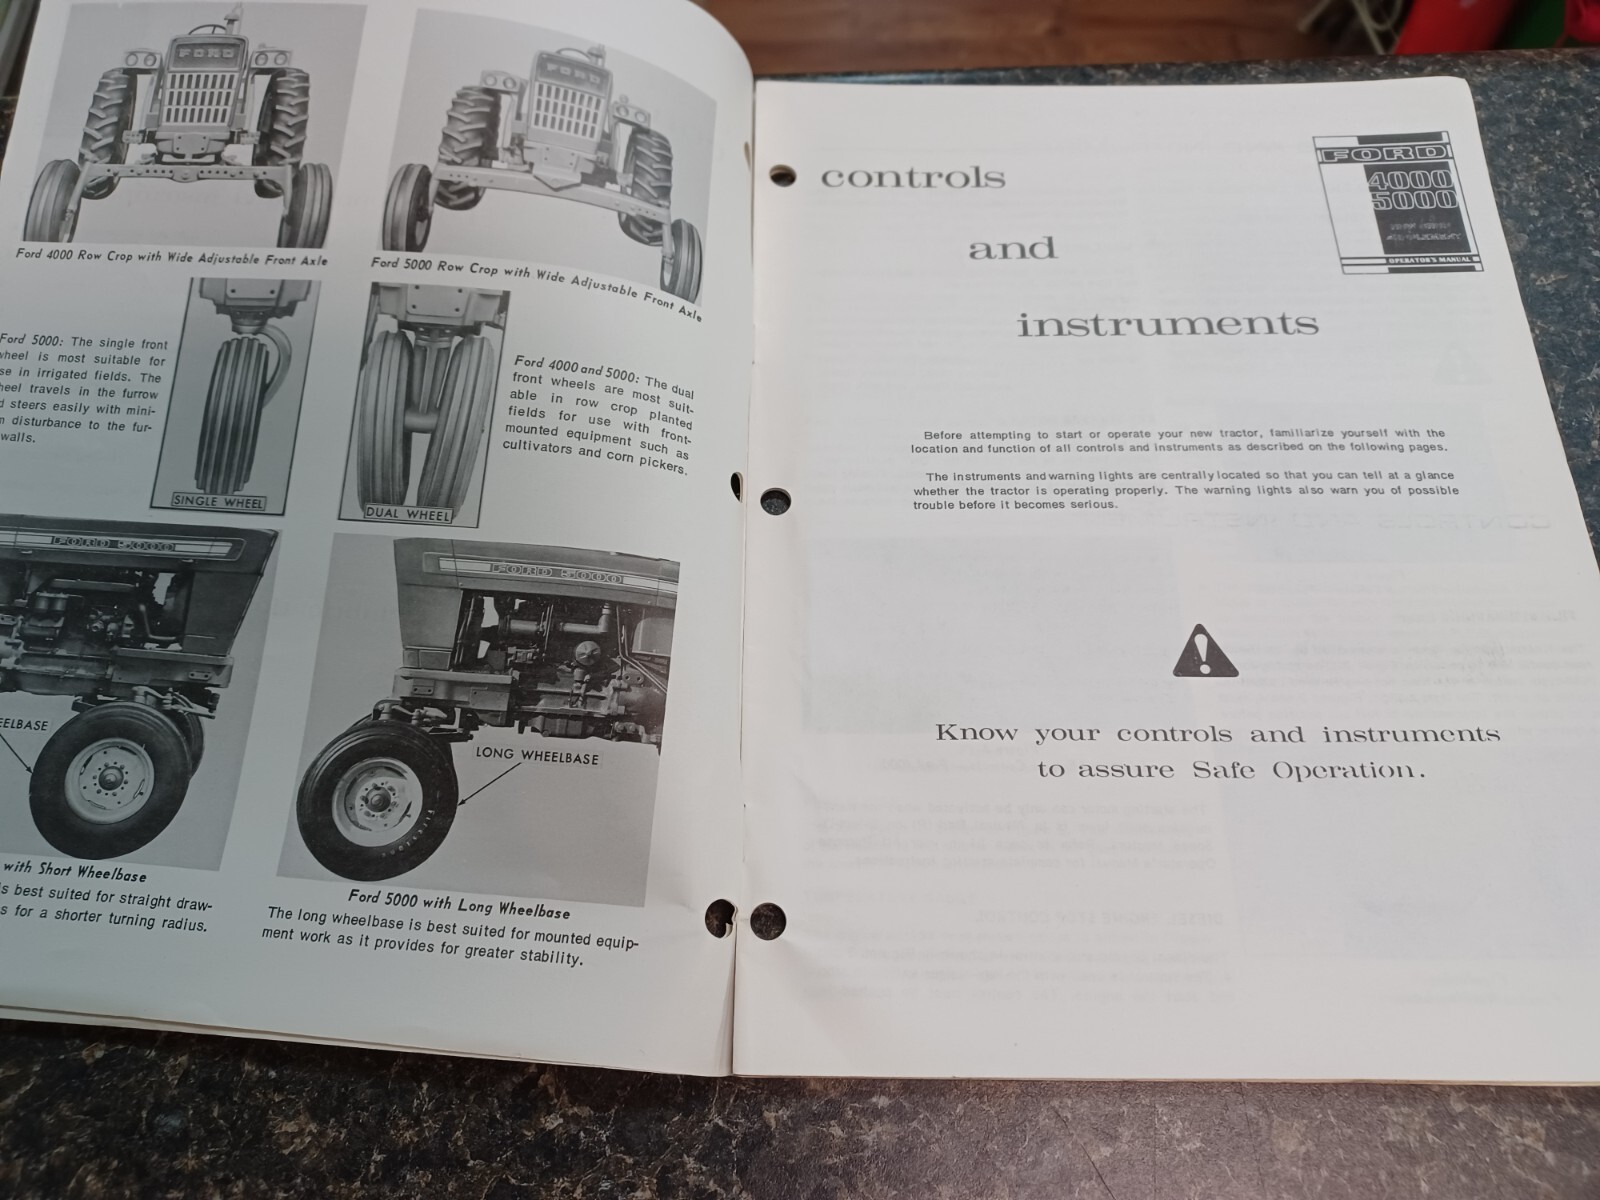 FORD
FORD
Ford 4000 Row Crop with Wide Adjustable Front Axle
Ford 5000 Row Crop with Wide Adjustable Front Axle
Ford 5000: The single front
wheel is most suitable for
se in irrigated fields. The
heel travels in the furrow
d steers easily with mini-
m disturbance to the fur-
walls.
SINGLE WHEEL
DUAL WHEEL
Ford 4000 and 5000: The dual
front wheels are most suit-
able in row crop planted
fields for use with front-
mounted equipment such as
cultivators and corn pickers.
FORD 5000
EELBASE
with Short Wheelbase
is best suited for straight draw-
s for a shorter turning radius.
FORD 5000
LONG WHEELBASE
Ford 5000 with Long Wheelbase
The long wheelbase is best suited for mounted equip-
ment work as it provides for greater stability.
controls
and
instruments
FORD
4000
5000
OPERATOR'S MANUAL
Before attempting to start or operate your new tractor, familiarize yourself with the
location and function of all controls and instruments as described on the following pages.
The instruments and warning lights are centrally located so that you can tell at a glance
whether the tractor is operating properly. The warning lights also warn you of possible
trouble before it becomes serious.
Know your controls and instruments
to assure Safe Operation.